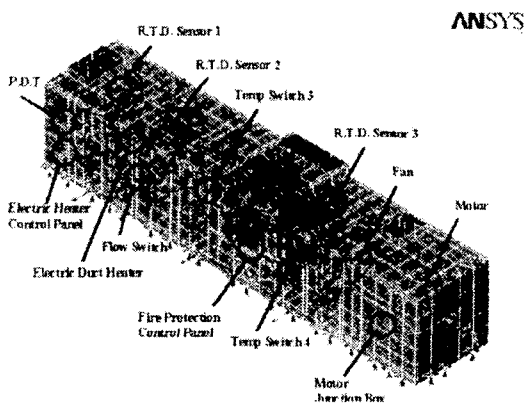 ANSYS
R.T.D. Sensor 1
R.T.D. Sensor 2
P.D.T
Temp Switch 3
R.T.D. Sensor 3
Fan
Motor
Electric Heater
Control Panel
Flow Switch
Electric Duct Heater
Fire Protection
Control Panel
Temp Switch 4
Motor
Junction Box